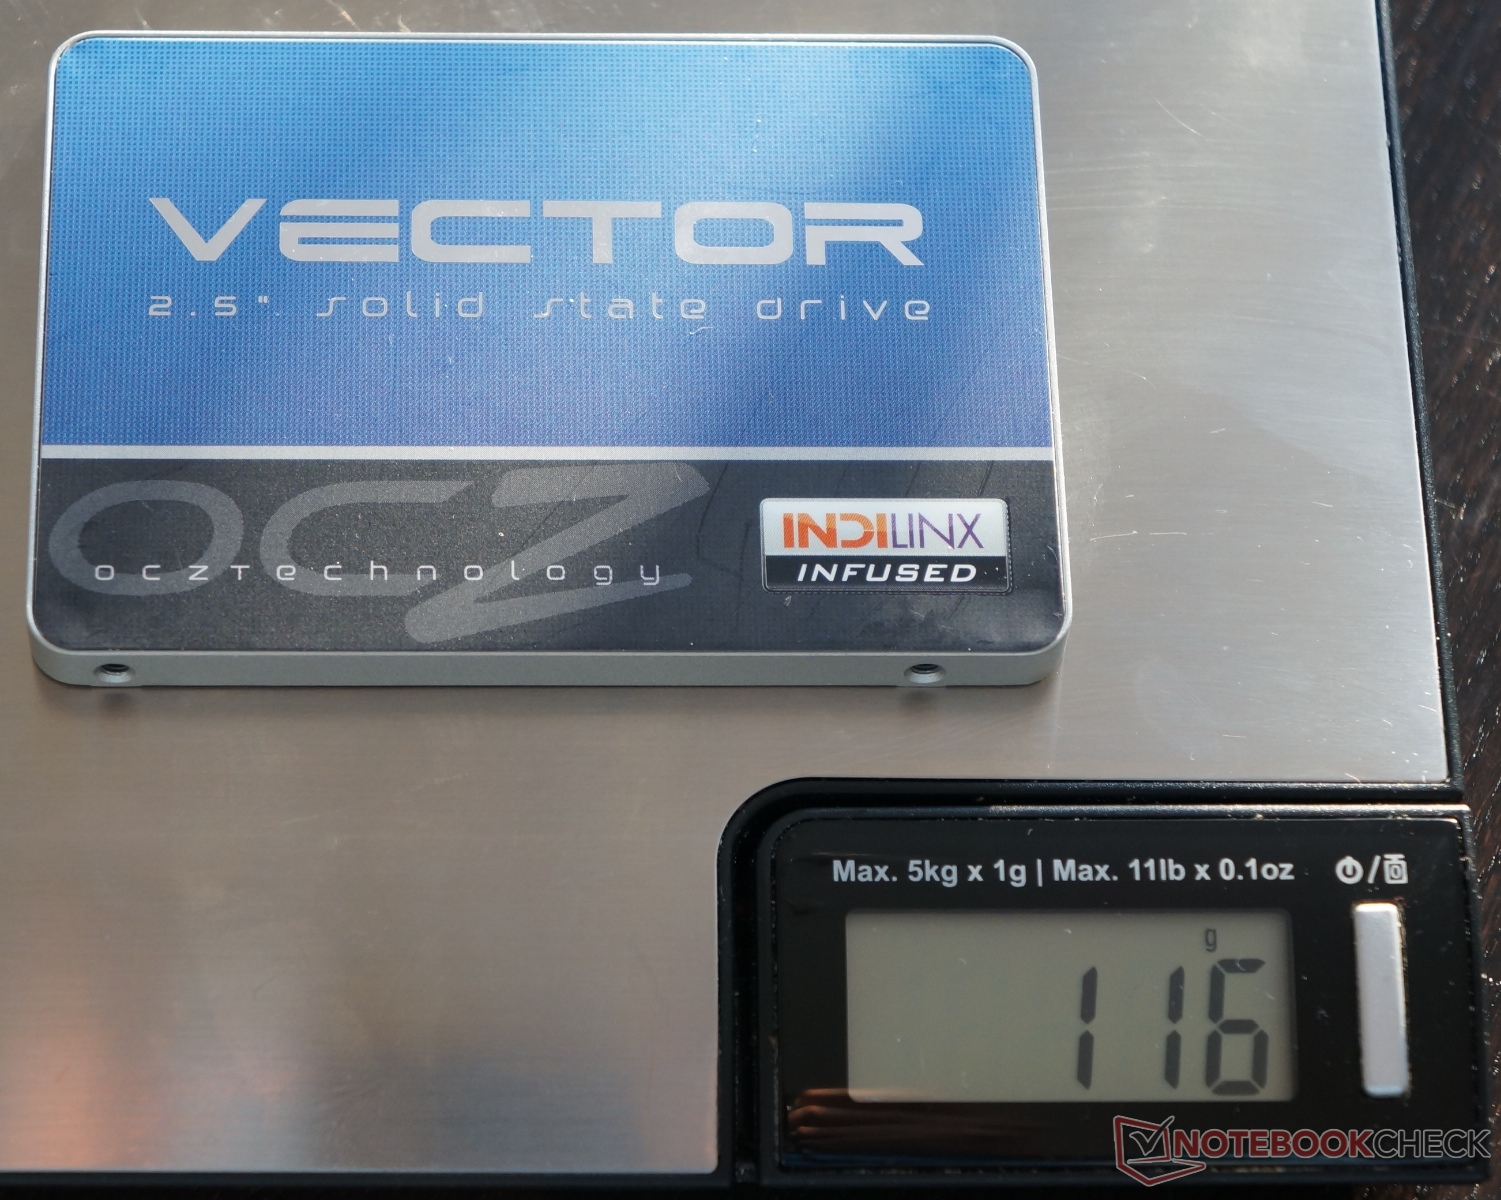 VECTOR
2.5" solid state drive
OCZ
OCZTechnology
INDILINX
INFUSED
Max. 5kg x 1g | Max. 11lb x 0.1oz
g
116
NOTEBOOKCHECK